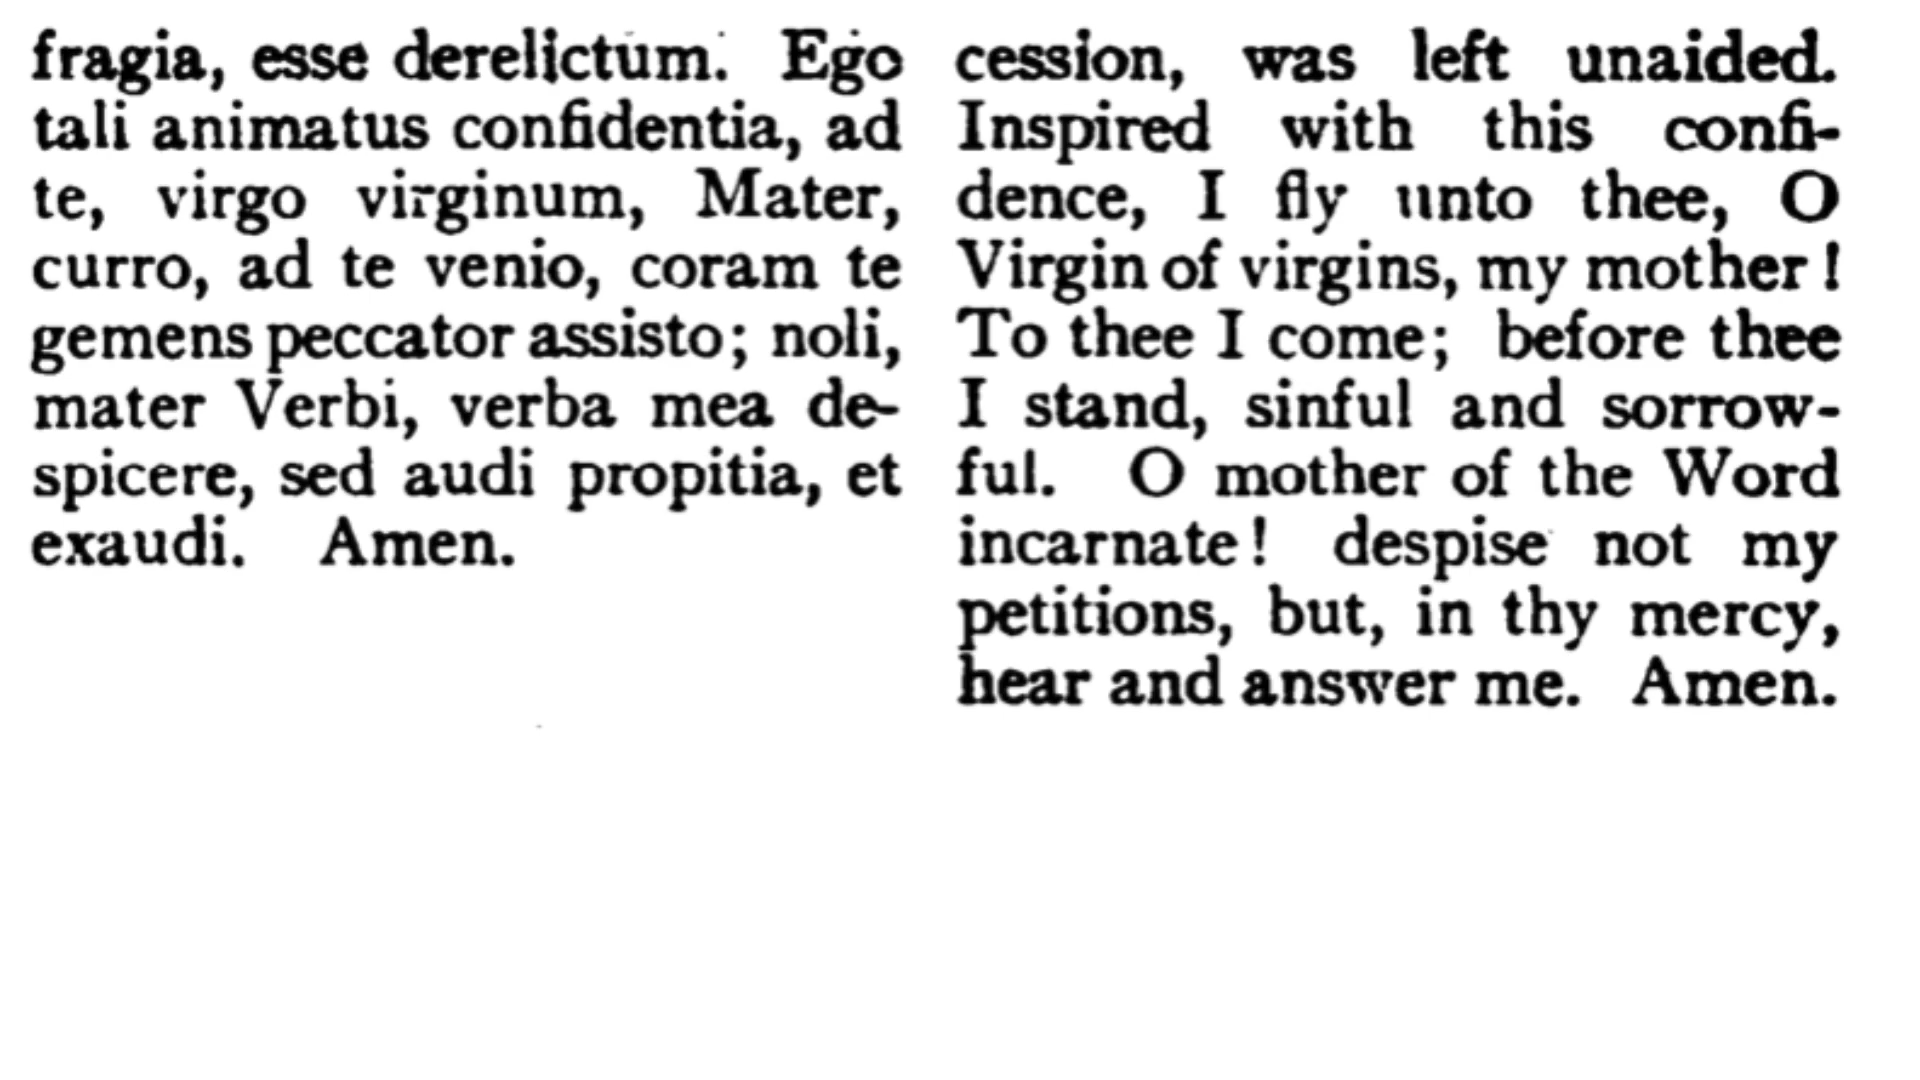 fragia, esse derelictum. Ego
tali animatus confidentia, ad
te, virgo virginum, Mater,
curro, ad te venio, coram te
gemens peccator assisto; noli,
mater Verbi, verba mea de-
spicere, sed audi propitia, et
exaudi. Amen.
cession, was left unaided.
Inspired with this confi-
dence, I fly unto thee, O
Virgin of virgins, my mother!
To thee I come; before thee
I stand, sinful and sorrow-
ful. O mother of the Word
incarnate! despise not my
petitions, but, in thy mercy,
hear and answer me. Amen.